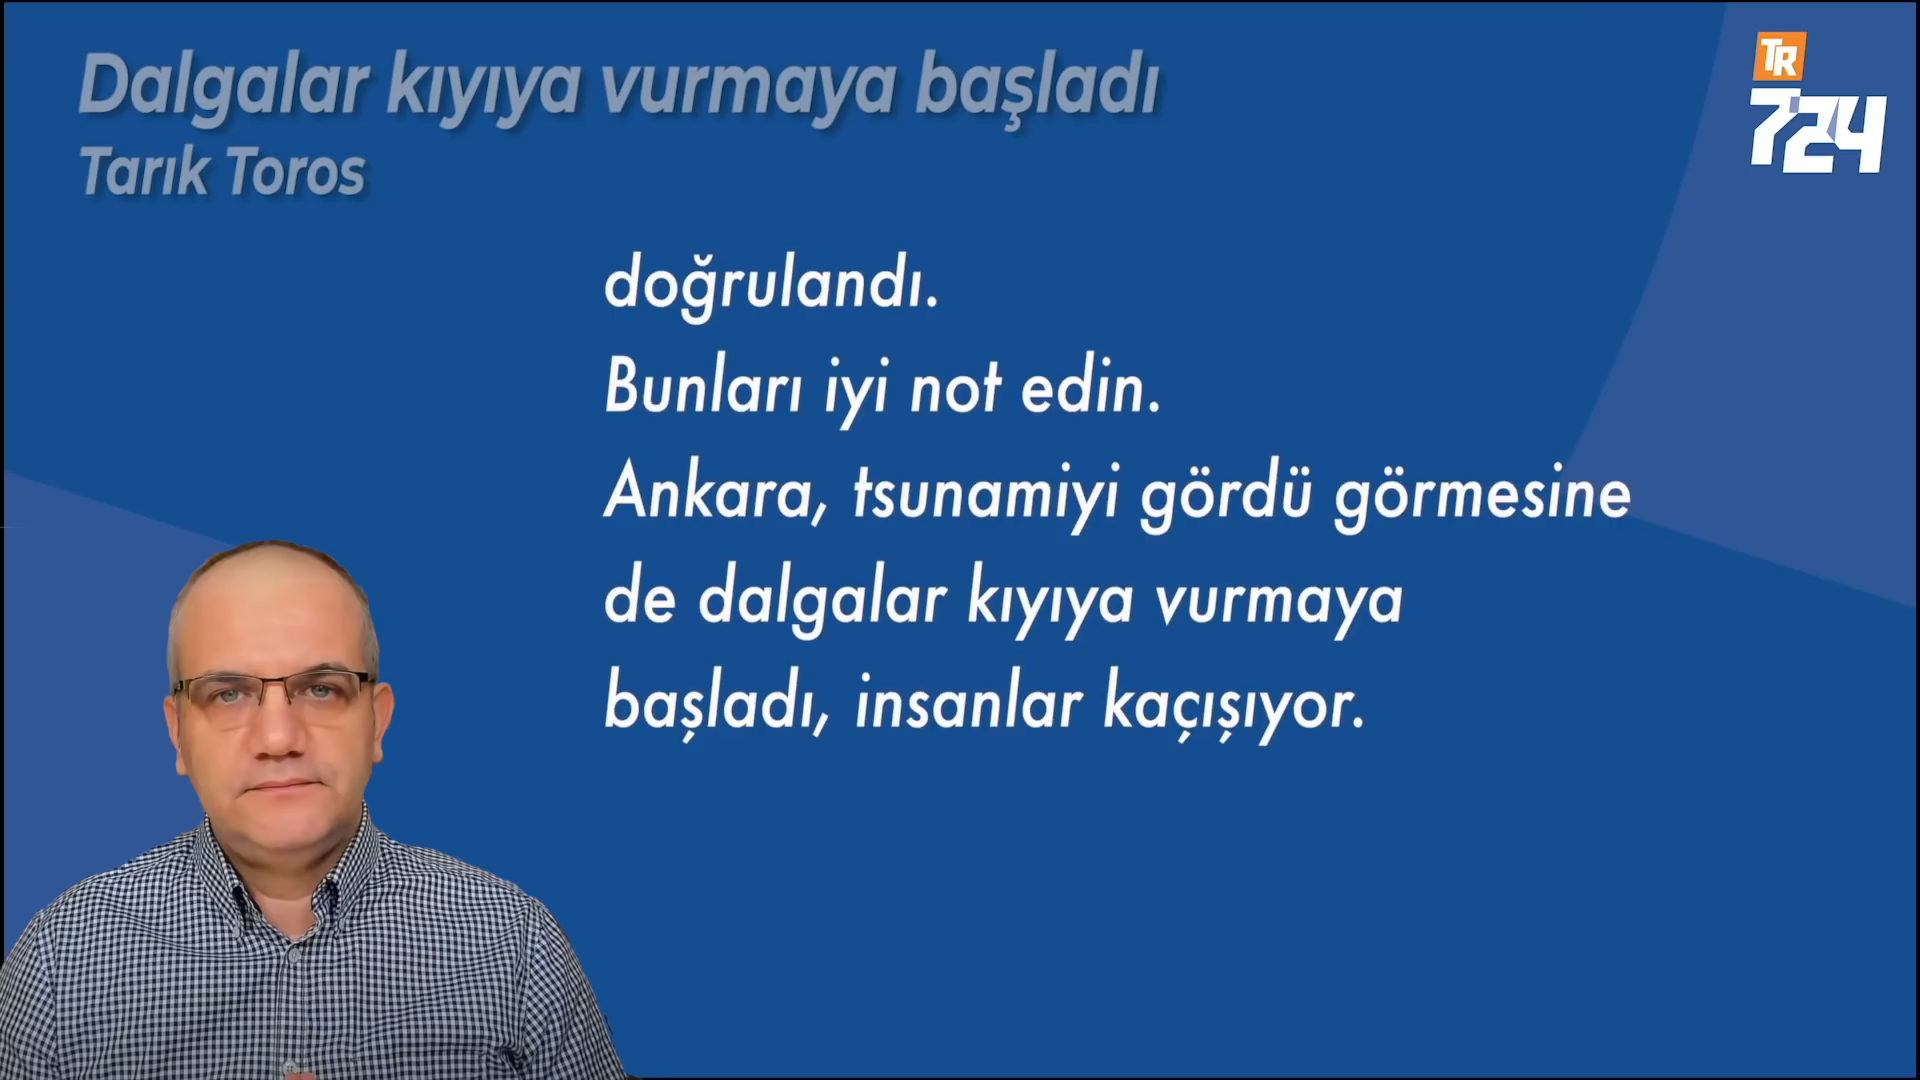 Dalgalar kıyıya vurmaya başladı
Tarık Toros
TR
724
doğrulandı.
Bunları iyi not edin.
Ankara, tsunamiyi gördü görmesine
de dalgalar kıyıya vurmaya
başladı, insanlar kaçışıyor.